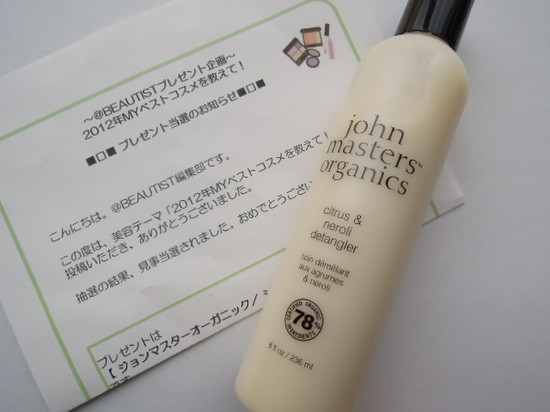 ～@BEAUTISTプレゼント企画～
2012年MYベストコスメを教えて！
■□■ プレゼント当選のお知らせ■□■
こんにちは。@BEAUTIST編集部です。
この度は、美容テーマ「2012年MYベストコスメを教えて！
投稿いただき、ありがとうございました。
抽選の結果、見事当選されました。おめでとうござい
プレゼントは
【 ジョンマスターオーガニック/
john
masters™
organics
citrus &
neroli
detangler
soin démêlant
aux agrumes
& neroli
CERTIFIED ORGANIC
78%
INGREDIENTS
8 fl oz / 236 ml